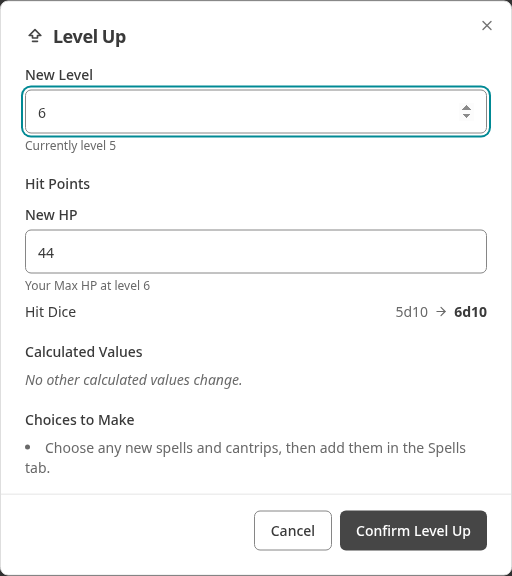 Level Up
New Level
6
Currently level 5
Hit Points
New HP
44
Your Max HP at level 6
Hit Dice 5d10 → 6d10
Calculated Values
No other calculated values change.
Choices to Make
• Choose any new spells and cantrips, then add them in the Spells
tab.
Cancel Confirm Level Up